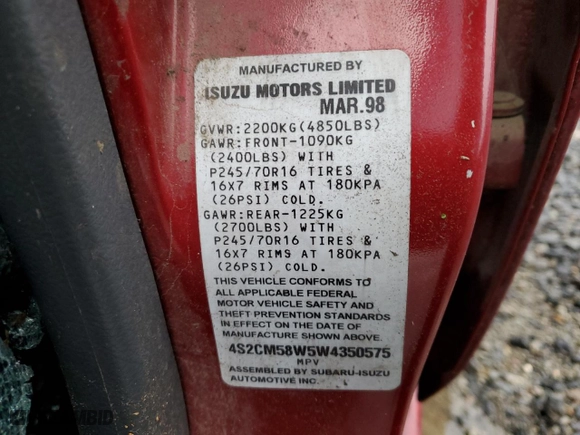 MANUFACTURED BY
ISUZU MOTORS LIMITED
MAR.98
GVWR:2200KG(4850LBS)
GAWR:FRONT-1090KG
(2400LBS) WITH
P245/70R16 TIRES &
16X7 RIMS AT 180KPA
(26PSI) COLD.
GAWR:REAR-1225KG
(2700LBS) WITH
P245/70R16 TIRES &
16X7 RIMS AT 180KPA
(26PSI) COLD.
THIS VEHICLE CONFORMS TO
ALL APPLICABLE FEDERAL
MOTOR VEHICLE SAFETY AND
THEFT PREVENTION STANDARDS
IN EFFECT ON THE DATE OF
MANUFACTURE SHOWN ABOVE.
4S2CM58W5W4350575
MPV
ASSEMBLED BY SUBARU-ISUZU
AUTOMOTIVE INC.